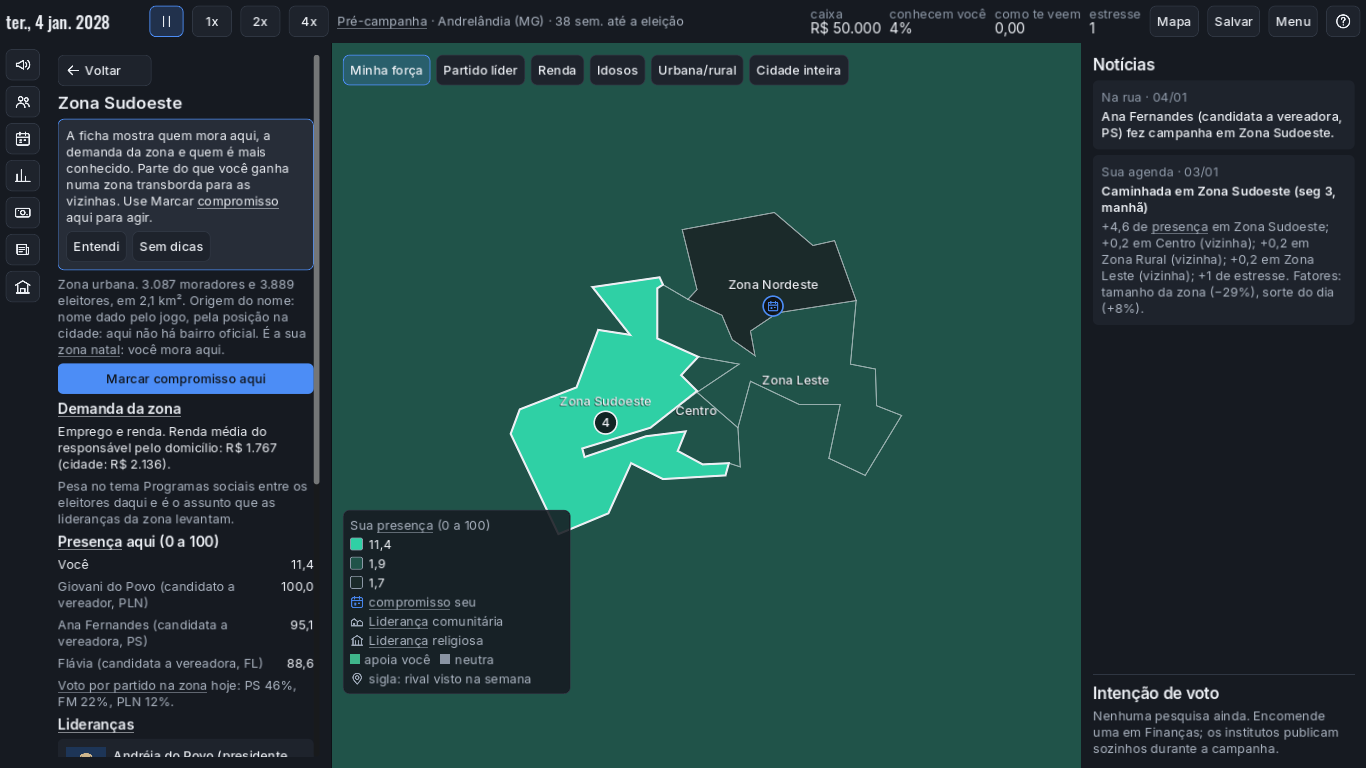 ter., 4 jan. 2028
1x
2x
4x
Pré-campanha · Andrelândia (MG) · 38 sem. até a eleição
caixa
R$ 50.000
conhecem você
4%
como te veem
0,00
estresse
1
Mapa
Salvar
Menu
Voltar
Zona Sudoeste
A ficha mostra quem mora aqui, a
demanda da zona e quem é mais
conhecido. Parte do que você ganha
numa zona transborda para as
vizinhas. Use Marcar compromisso
aqui para agir.
Entendi
Sem dicas
Zona urbana. 3.087 moradores e 3.889
eleitores, em 2,1 km². Origem do nome:
nome dado pelo jogo, pela posição na
cidade: aqui não há bairro oficial. É a sua
zona natal: você mora aqui.
Marcar compromisso aqui
Demanda da zona
Emprego e renda. Renda média do
responsável pelo domicílio: R$ 1.767
(cidade: R$ 2.136).
Pesa no tema Programas sociais entre os
eleitores daqui e é o assunto que as
lideranças da zona levantam.
Presença aqui (0 a 100)
Você 11,4
Giovani do Povo (candidato a 100,0
vereador, PLN)
Ana Fernandes (candidata a 95,1
vereadora, PS)
Flávia (candidata a vereadora, FL) 88,6
Voto por partido na zona hoje: PS 46%,
FM 22%, PLN 12%.
Lideranças
Andréia do Povo (presidente
Minha força
Partido líder
Renda
Idosos
Urbana/rural
Cidade inteira
Zona Nordeste
Zona Leste
Zona Sudoeste
4
Centro
Sua presença (0 a 100)
11,4
1,9
1,7
compromisso seu
Liderança comunitária
Liderança religiosa
apoia você neutra
sigla: rival visto na semana
Notícias
Na rua · 04/01
Ana Fernandes (candidata a vereadora,
PS) fez campanha em Zona Sudoeste.
Sua agenda · 03/01
Caminhada em Zona Sudoeste (seg 3,
manhã)
+4,6 de presença em Zona Sudoeste;
+0,2 em Centro (vizinha); +0,2 em
Zona Rural (vizinha); +0,2 em Zona
Leste (vizinha); +1 de estresse. Fatores:
tamanho da zona (−29%), sorte do dia
(+8%).
Intenção de voto
Nenhuma pesquisa ainda. Encomende
uma em Finanças; os institutos publicam
sozinhos durante a campanha.